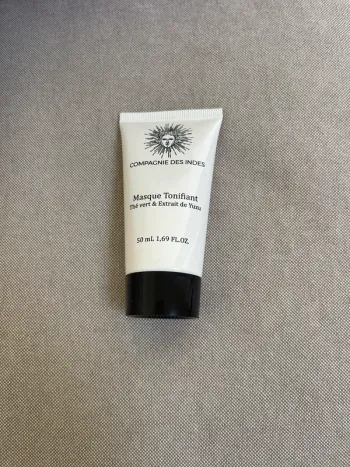 COMPAGNIE DES INDES
Masque Tonifiant
Thé vert & Extrait de Yuzu
50 mL 1,69 FL.OZ.